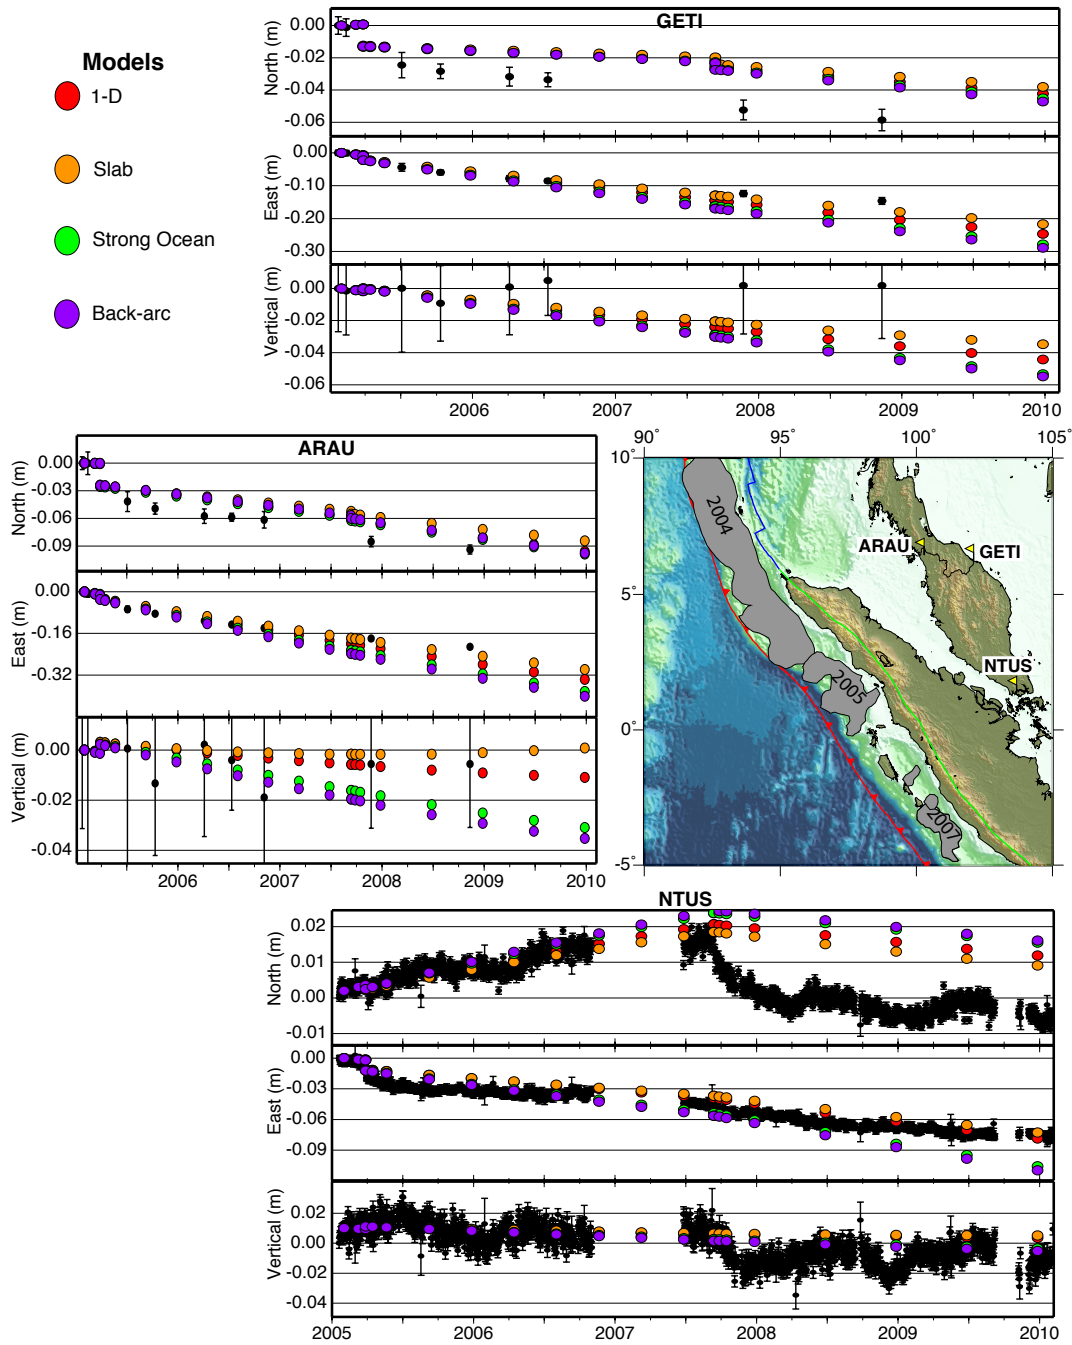 Models
1-D
Slab
Strong Ocean
Back-arc
GETI
North (m)
0.00
-0.02
-0.04
-0.06
East (m)
0.00
-0.10
-0.20
-0.30
Vertical (m)
0.00
-0.02
-0.04
-0.06
2006 2007 2008 2009 2010
ARAU
North (m)
0.00
-0.03
-0.06
-0.09
East (m)
0.00
-0.16
-0.32
Vertical (m)
0.00
-0.02
-0.04
2006 2007 2008 2009 2010
90˚ 95˚ 100˚ 105˚
10˚
5˚
0˚
-5˚
2004
2005
2007
ARAU
GETI
NTUS
NTUS
North (m)
0.02
0.01
0.00
-0.01
East (m)
0.00
-0.03
-0.06
-0.09
Vertical (m)
0.02
0.00
-0.02
-0.04
2005 2006 2007 2008 2009 2010